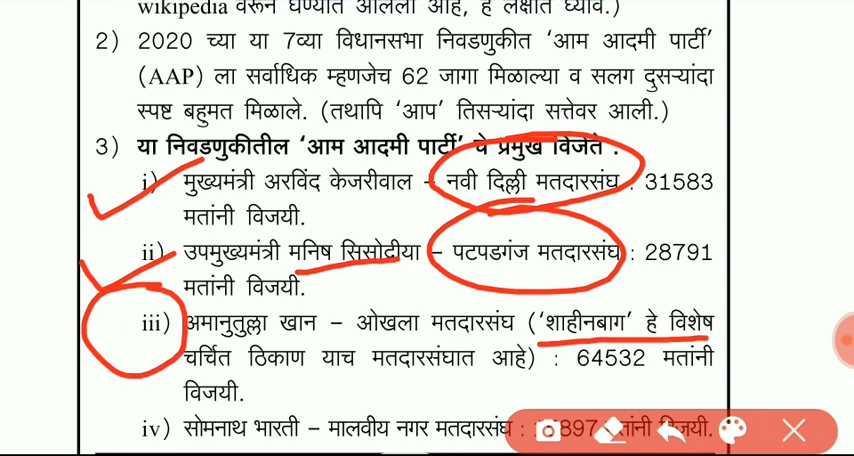 wikipedia वरून घेण्यात आलेली आहे, हे लक्षात घ्यावे.)
2) 2020 च्या या 7व्या विधानसभा निवडणुकीत ‘आम आदमी पार्टी’
(AAP) ला सर्वाधिक म्हणजेच 62 जागा मिळाल्या व सलग दुसऱ्यांदा
स्पष्ट बहुमत मिळाले. (तथापि ‘आप’ तिसऱ्यांदा सत्तेवर आली.)
3) या निवडणुकीतील ‘आम आदमी पार्टी’ चे प्रमुख विजेते :
i) मुख्यमंत्री अरविंद केजरीवाल – नवी दिल्ली मतदारसंघ : 31583
मतांनी विजयी.
ii) उपमुख्यमंत्री मनिष सिसोदीया – पटपडगंज मतदारसंघ : 28791
मतांनी विजयी.
iii) अमानुतुल्ला खान – ओखला मतदारसंघ (‘शाहीनबाग’ हे विशेष
चर्चित ठिकाण याच मतदारसंघात आहे) : 64532 मतांनी
विजयी.
iv) सोमनाथ भारती – मालवीय नगर मतदारसंघ : मतांनी विजयी.